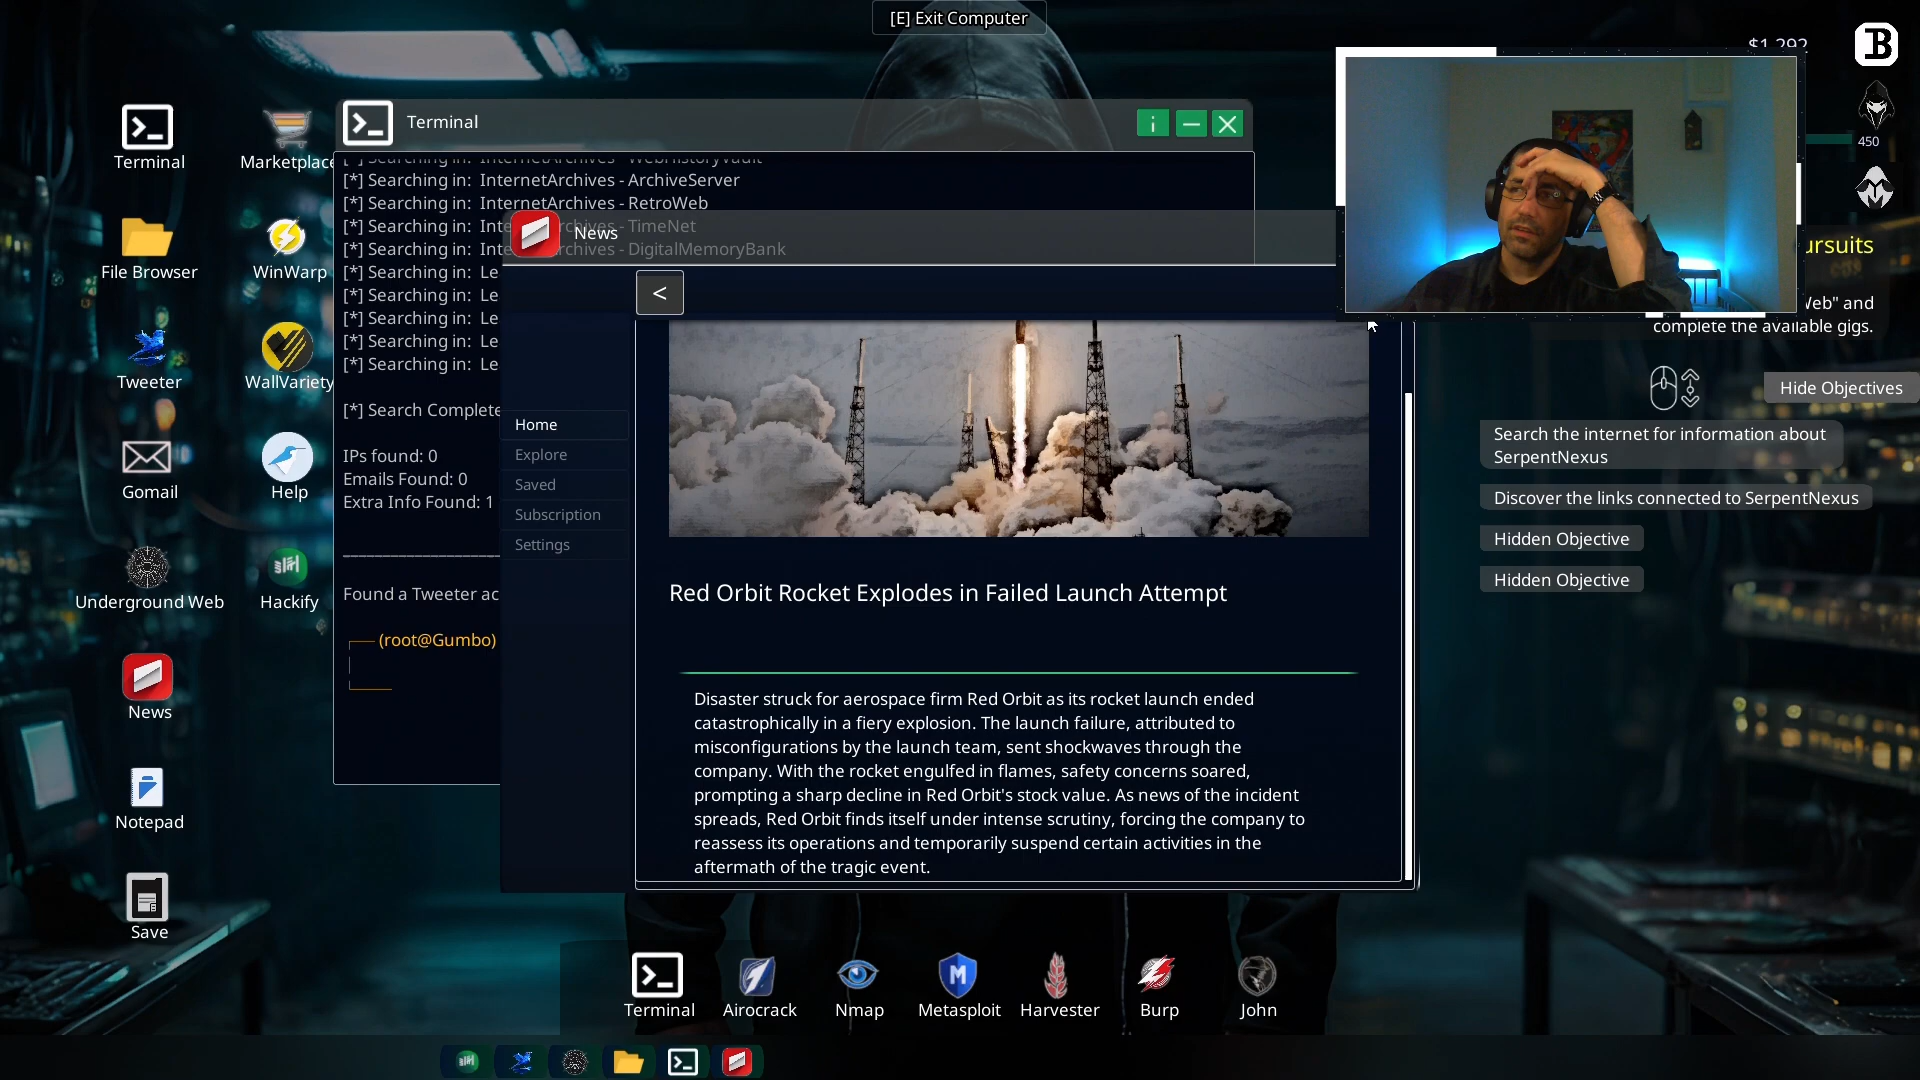 [E] Exit Computer
$1,292
450
Terminal
Marketplace
File Browser
WinWarp
Tweeter
WallVariety
Gomail
Help
Underground Web
Hackify
News
Notepad
Save
Terminal
[*] Searching in: InternetArchives - WebHistoryVault
[*] Searching in: InternetArchives - ArchiveServer
[*] Searching in: InternetArchives - RetroWeb
[*] Searching in: InternetArchives - TimeNet
[*] Searching in: InternetArchives - DigitalMemoryBank
[*] Searching in: Le
[*] Searching in: Le
[*] Searching in: Le
[*] Searching in: Le
[*] Searching in: Le
[*] Search Complete
IPs found: 0
Emails Found: 0
Extra Info Found: 1
Found a Tweeter ac
(root@Gumbo)
News
<
Home
Explore
Saved
Subscription
Settings
Red Orbit Rocket Explodes in Failed Launch Attempt
Disaster struck for aerospace firm Red Orbit as its rocket launch ended
catastrophically in a fiery explosion. The launch failure, attributed to
misconfigurations by the launch team, sent shockwaves through the
company. With the rocket engulfed in flames, safety concerns soared,
prompting a sharp decline in Red Orbit's stock value. As news of the incident
spreads, Red Orbit finds itself under intense scrutiny, forcing the company to
reassess its operations and temporarily suspend certain activities in the
aftermath of the tragic event.
ursuits
Web" and
complete the available gigs.
Hide Objectives
Search the internet for information about
SerpentNexus
Discover the links connected to SerpentNexus
Hidden Objective
Hidden Objective
Terminal
Airocrack
Nmap
Metasploit
Harvester
Burp
John